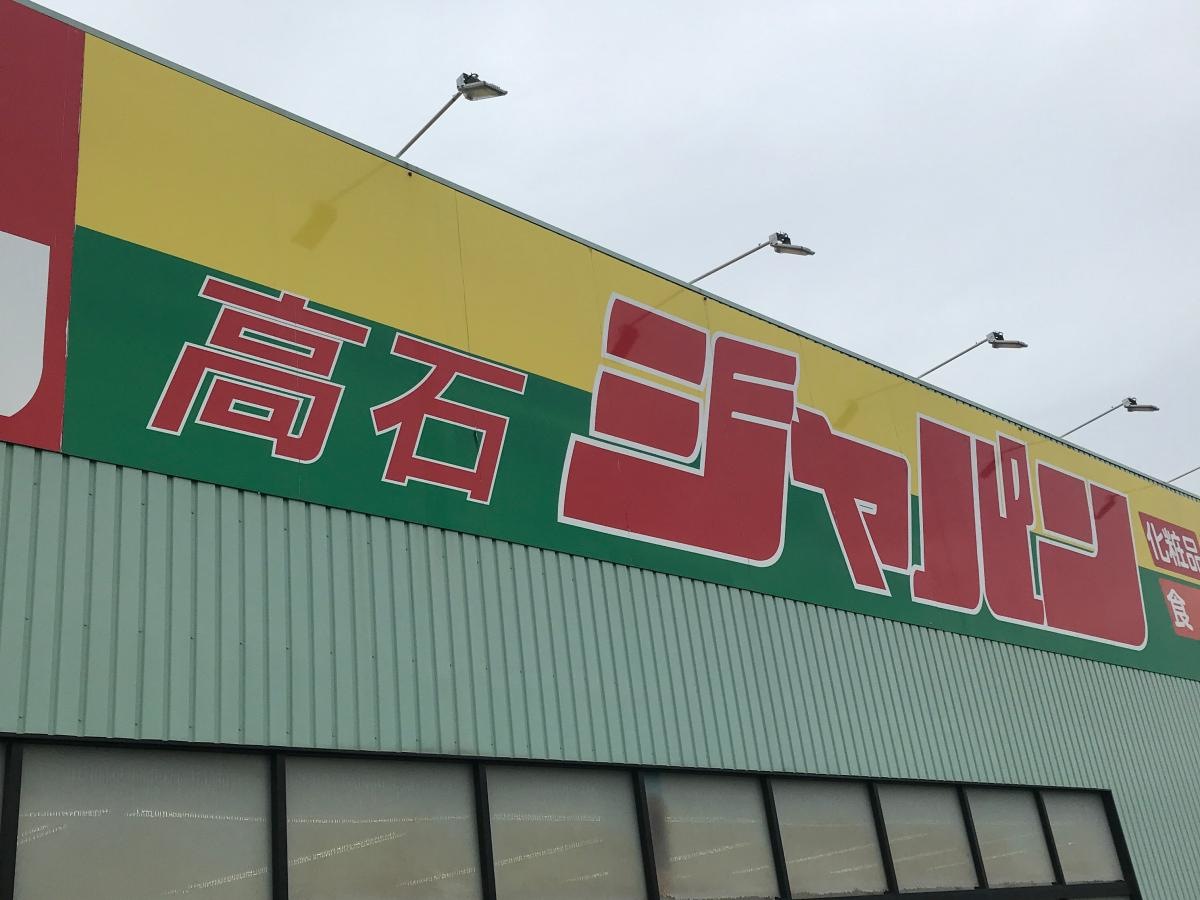 高石 ジャパン
化粧品
食